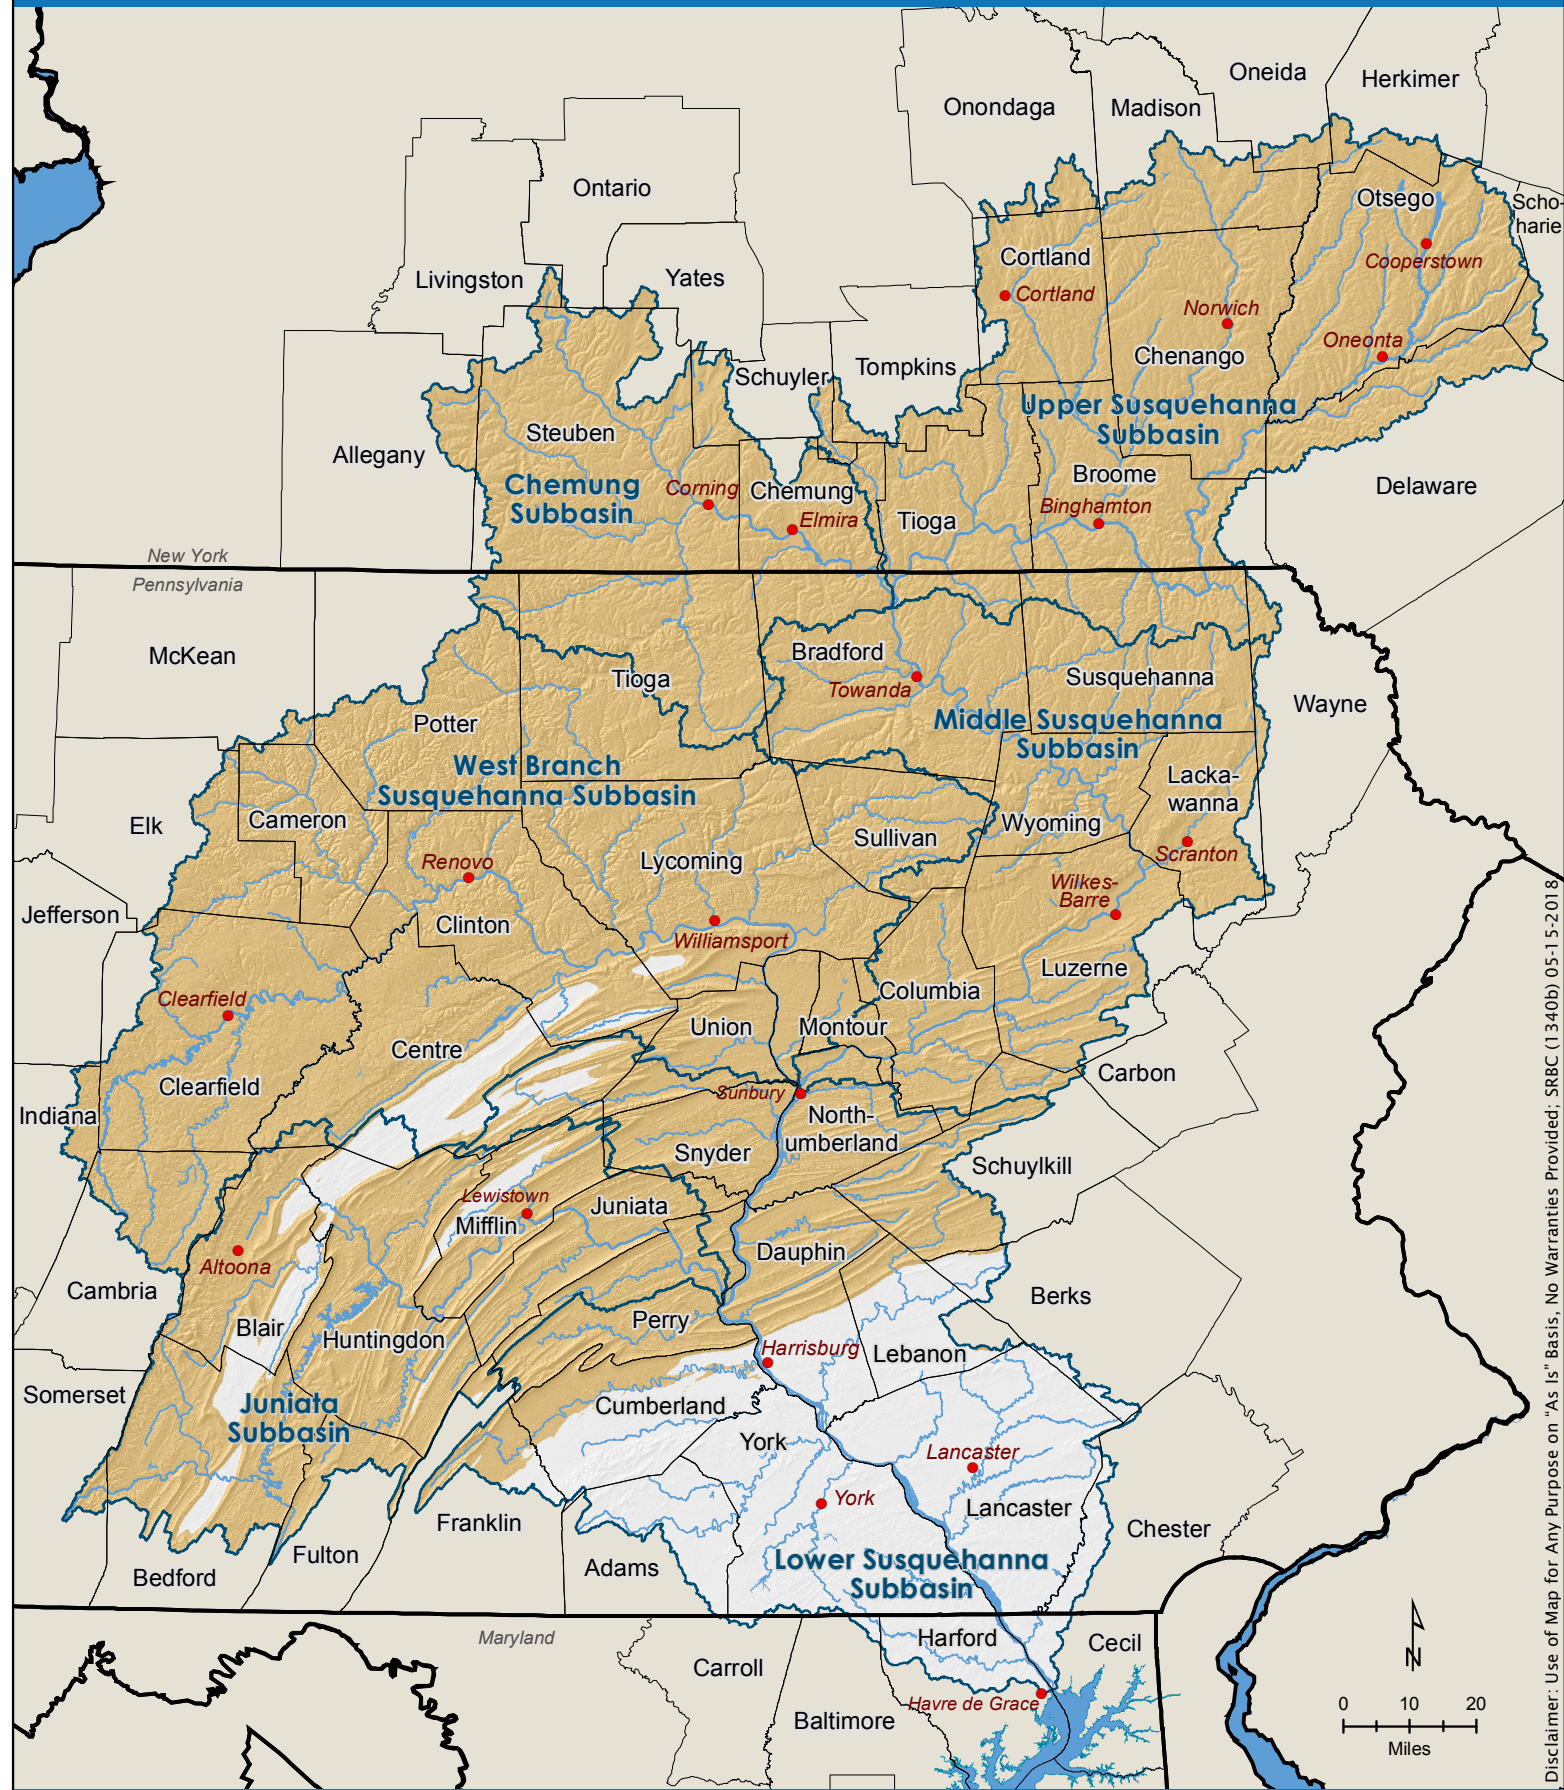 Oneida
Herkimer
Onondaga
Madison
Ontario
Otsego
Scho-
harie
Cortland
Cooperstown
Livingston
Yates
Cortland
Norwich
Oneonta
Chenango
Schuyler
Tompkins
Upper Susquehanna
Subbasin
Steuben
Allegany
Chemung
Subbasin
Corning
Chemung
Elmira
Tioga
Broome
Binghamton
Delaware
New York
Pennsylvania
McKean
Bradford
Towanda
Tioga
Susquehanna
Wayne
Potter
Middle Susquehanna
Subbasin
West Branch
Susquehanna Subbasin
Lacka-
wanna
Elk
Cameron
Wyoming
Sullivan
Scranton
Renovo
Lycoming
Wilkes-
Barre
Jefferson
Clinton
Williamsport
Luzerne
Clearfield
Columbia
Union
Montour
Centre
Clearfield
Carbon
Indiana
Sunbury
North-
umberland
Snyder
Schuylkill
Lewistown
Mifflin
Juniata
Dauphin
Altoona
Cambria
Berks
Blair
Huntingdon
Perry
Harrisburg
Lebanon
Somerset
Juniata
Subbasin
Cumberland
York
Lancaster
York
Lancaster
Franklin
Chester
Fulton
Adams
Bedford
Lower Susquehanna
Subbasin
Maryland
Harford
Cecil
Carroll
Havre de Grace
Baltimore
N
0 10 20
Miles
Disclaimer: Use of Map for Any Purpose on "As Is" Basis, No Warranties Provided: SRBC (1340b) 05-15-2018